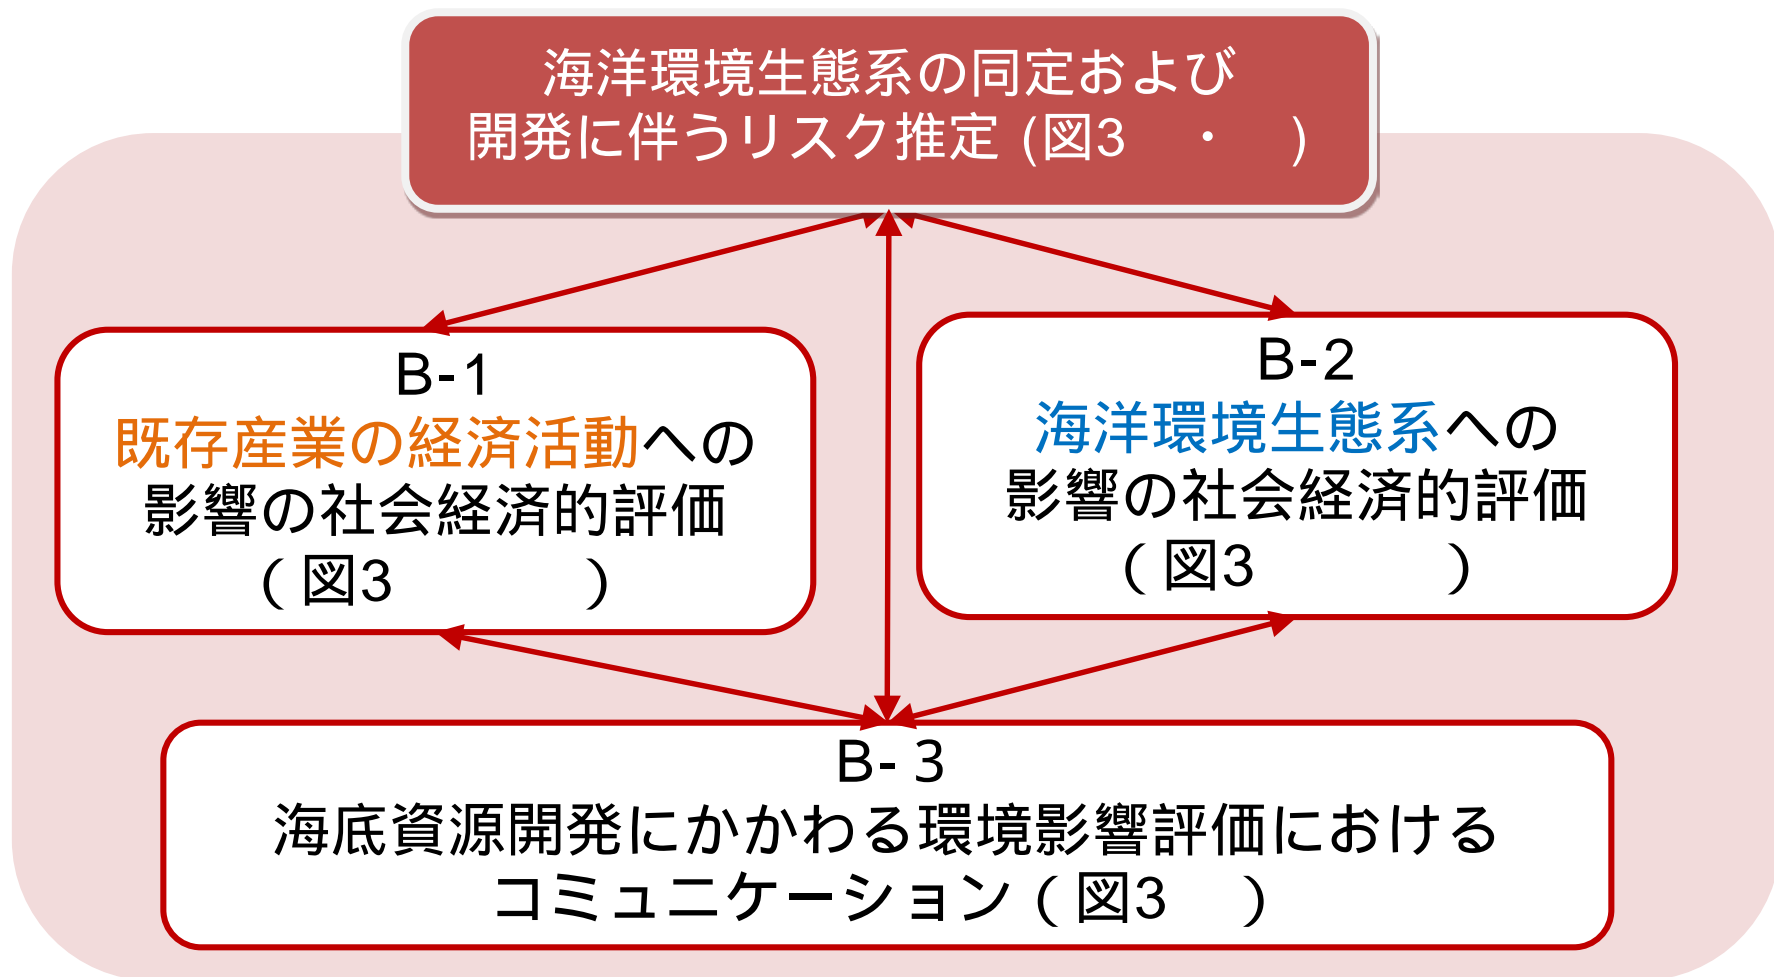 海洋環境生態系の同定および
開発に伴うリスク推定 (図3　・　)
B-1
既存産業の経済活動への
影響の社会経済的評価
（図3　　　）
B-2
海洋環境生態系への
影響の社会経済的評価
（図3　　　）
B-３
海底資源開発にかかわる環境影響評価における
コミュニケーション（図3　）